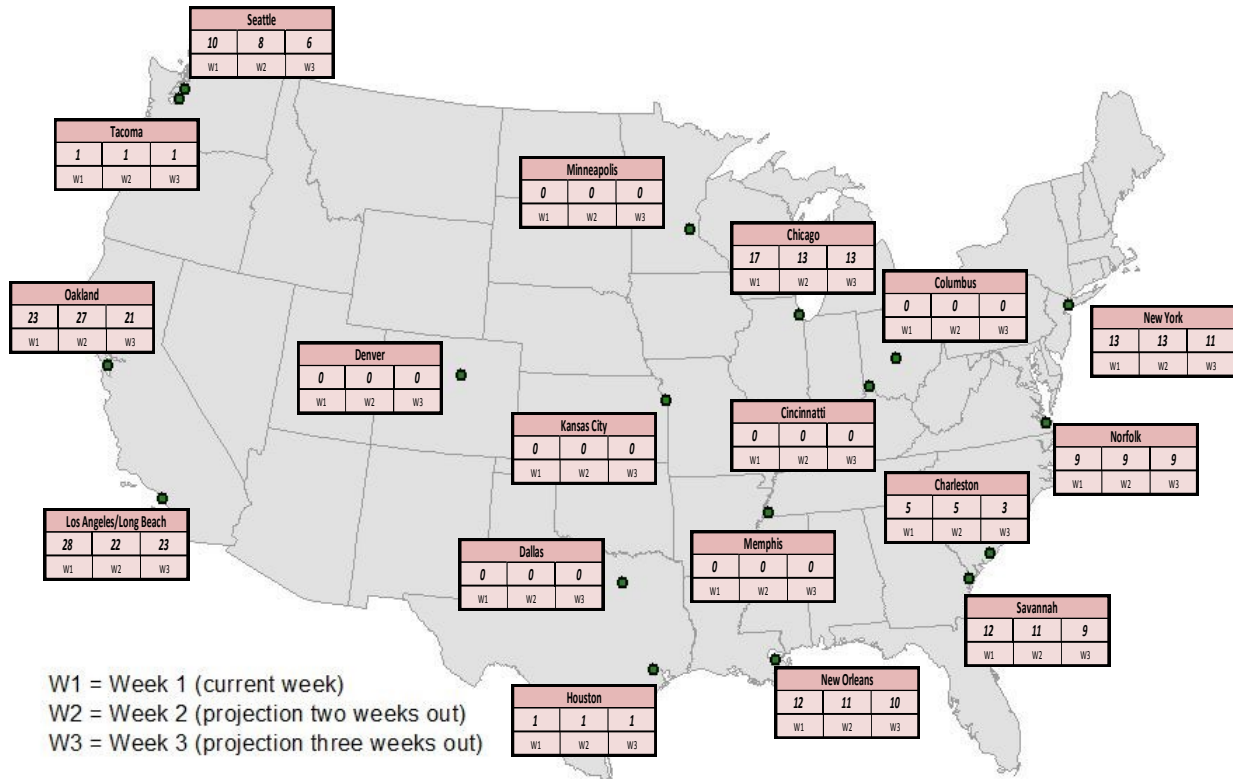 Seattle
10 8 6
W1 W2 W3
Tacoma
1 1 1
W1 W2 W3
Minneapolis
0 0 0
W1 W2 W3
Chicago
17 13 13
W1 W2 W3
Columbus
0 0 0
W1 W2 W3
Oakland
23 27 21
W1 W2 W3
New York
13 13 11
W1 W2 W3
Denver
0 0 0
W1 W2 W3
Kansas City
0 0 0
W1 W2 W3
Cincinnatti
0 0 0
W1 W2 W3
Norfolk
9 9 9
W1 W2 W3
Charleston
5 5 3
W1 W2 W3
Los Angeles/Long Beach
28 22 23
W1 W2 W3
Dallas
0 0 0
W1 W2 W3
Memphis
0 0 0
W1 W2 W3
Savannah
12 11 9
W1 W2 W3
New Orleans
12 11 10
W1 W2 W3
Houston
1 1 1
W1 W2 W3
W1 = Week 1 (current week)
W2 = Week 2 (projection two weeks out)
W3 = Week 3 (projection three weeks out)